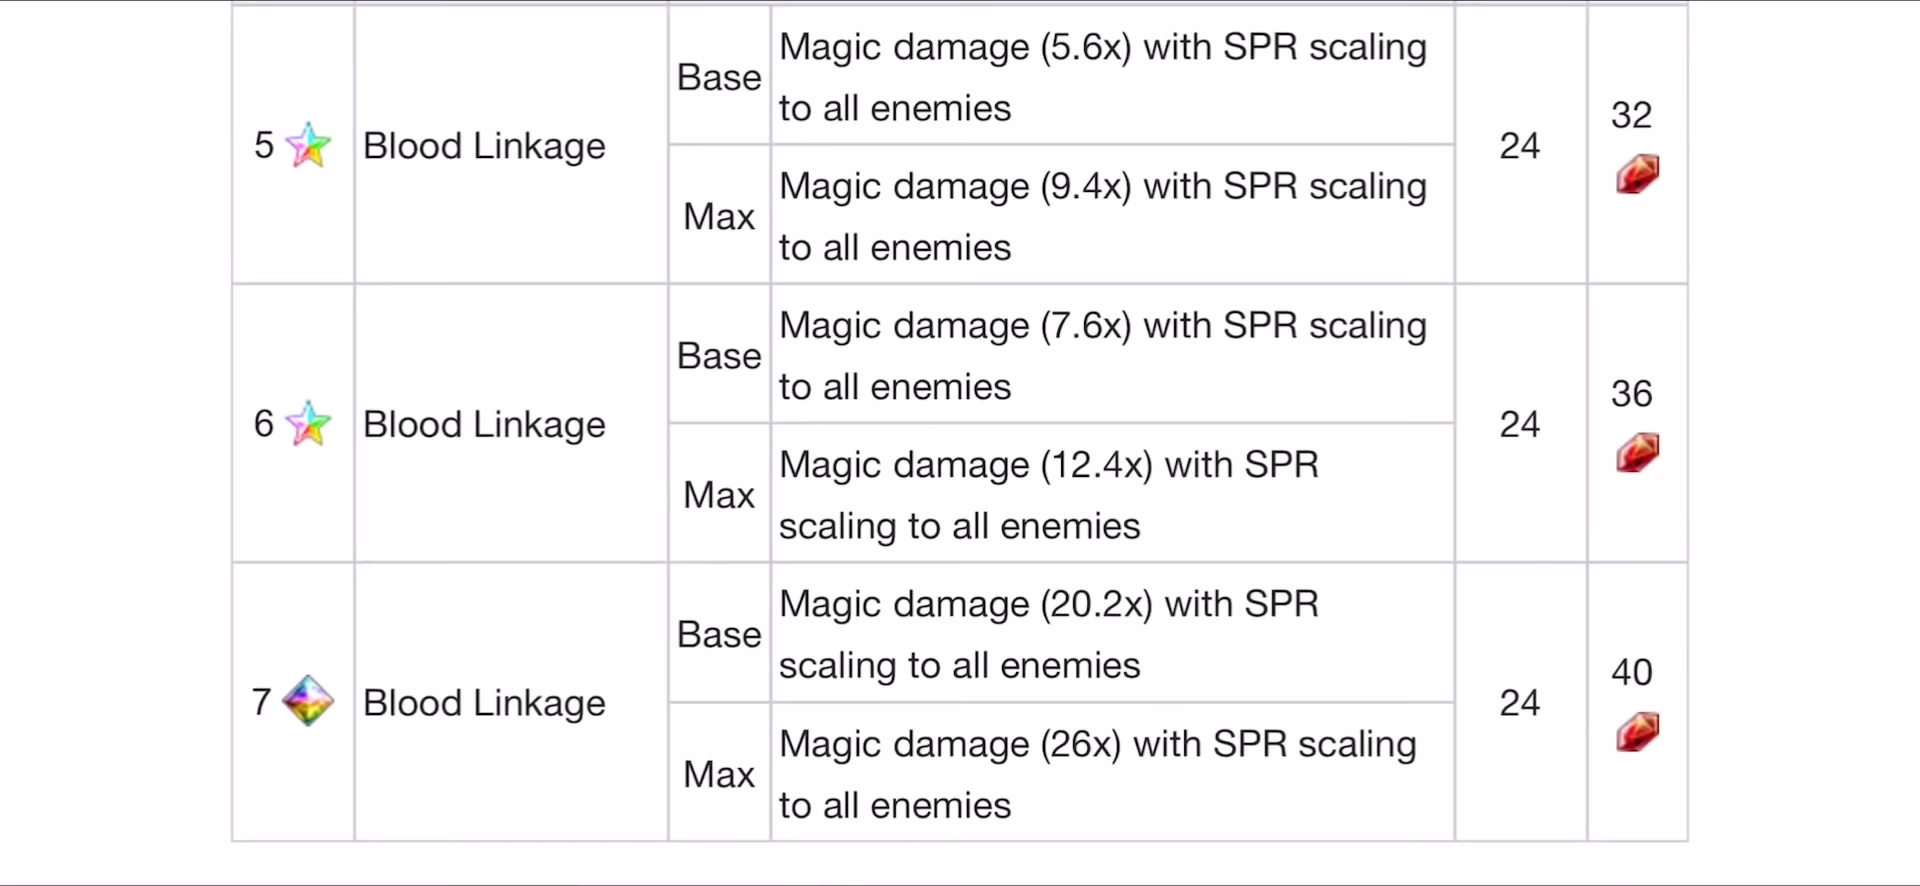 5
Blood Linkage
Base
Magic damage (5.6x) with SPR scaling
to all enemies
Max
Magic damage (9.4x) with SPR scaling
to all enemies
24
32
6
Blood Linkage
Base
Magic damage (7.6x) with SPR scaling
to all enemies
Max
Magic damage (12.4x) with SPR
scaling to all enemies
24
36
7
Blood Linkage
Base
Magic damage (20.2x) with SPR
scaling to all enemies
Max
Magic damage (26x) with SPR scaling
to all enemies
24
40